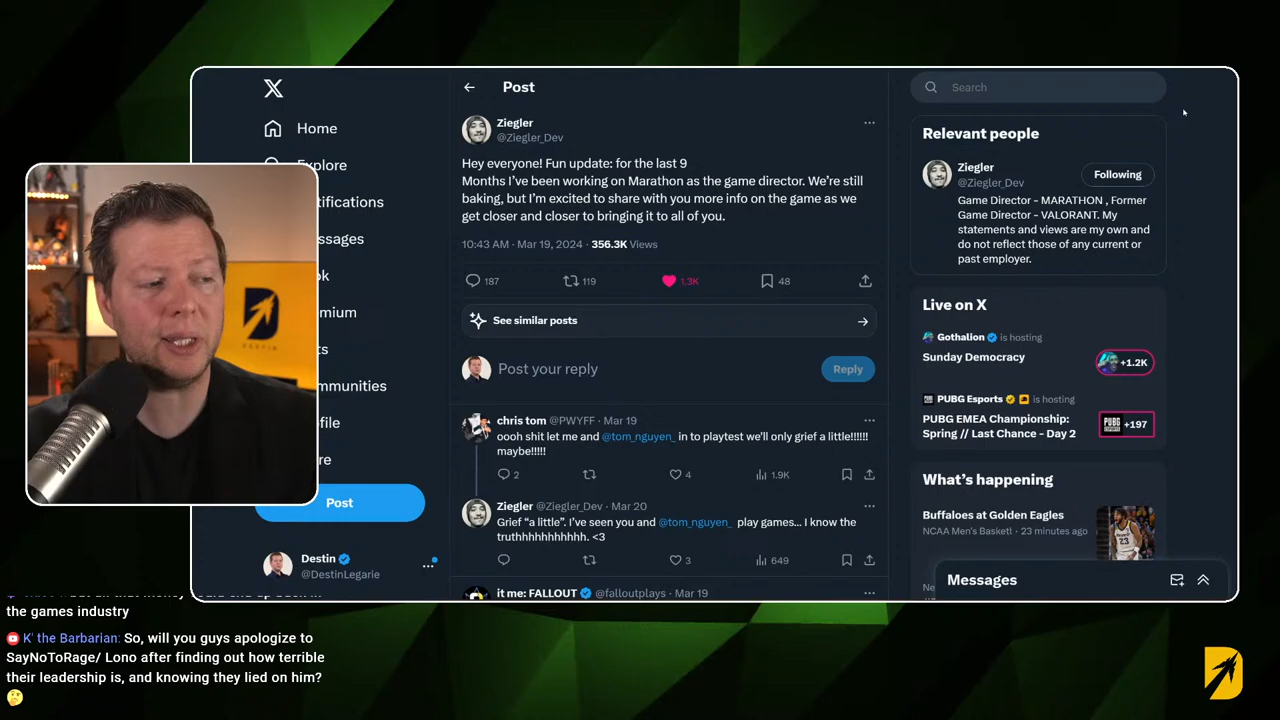 Home
Explore
tifications
ssages
ok
mium
ts
mmunities
file
re
Post
Destin
@DestinLegarie
Post
Ziegler
@Ziegler_Dev
Hey everyone! Fun update: for the last 9
Months I've been working on Marathon as the game director. We're still
baking, but I'm excited to share with you more info on the game as we
get closer and closer to bringing it to all of you.
10:43 AM · Mar 19, 2024 · 356.3K Views
187
119
1.3K
48
See similar posts
Post your reply
Reply
chris tom @PWYFF · Mar 19
oooh shit let me and @tom_nguyen_ in to playtest we'll only grief a little!!!!!!
maybe!!!!!
2
4
1.9K
Ziegler @Ziegler_Dev · Mar 20
Grief “a little”. I've seen you and @tom_nguyen_ play games... I know the
truthhhhhhhhhhh. <3
3
649
it me: FALLOUT @falloutplays · Mar 19
Search
Relevant people
Ziegler
@Ziegler_Dev
Following
Game Director - MARATHON , Former
Game Director - VALORANT. My
statements and views are my own and
do not reflect those of any current or
past employer.
Live on X
Gothalion is hosting
Sunday Democracy
+1.2K
PUBG Esports is hosting
PUBG EMEA Championship:
Spring // Last Chance - Day 2
+197
What's happening
Buffaloes at Golden Eagles
NCAA Men's Basketball · 23 minutes ago
Messages
the games industry
K' the Barbarian: So, will you guys apologize to
SayNoToRage/ Lono after finding out how terrible
their leadership is, and knowing they lied on him?